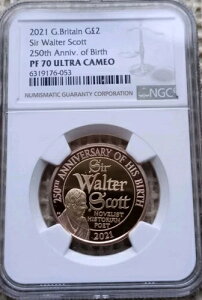 2021 G.Britain G£2
Sir Walter Scott
250th Anniv. of Birth
PF 70 ULTRA CAMEO
6319176-053
NUMISMATIC GUARANTY CORPORATION
NGC
250TH ANNIVERSARY OF HIS BIRTH
Sir
Walter
Scott
NOVELIST
HISTORIAN
POET
2021